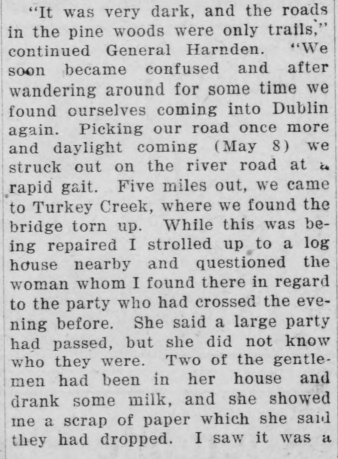 "It was very dark, and the roads
in the pine woods were only trails,"
continued General Harnden. "We
soon became confused and after
wandering around for some time we
found ourselves coming into Dublin
again. Picking our road once more
and daylight coming (May 8) we
struck out on the river road at a
rapid gait. Five miles out, we came
to Turkey Creek, where we found the
bridge torn up. While this was be-
ing repaired I strolled up to a log
house nearby and questioned the
woman whom I found there in regard
to the party who had crossed the eve-
ning before. She said a large party
had passed, but she did not know
who they were. Two of the gentle-
men had been in her house and
drank some milk, and she showed
me a scrap of paper which she said
they had dropped. I saw it was a